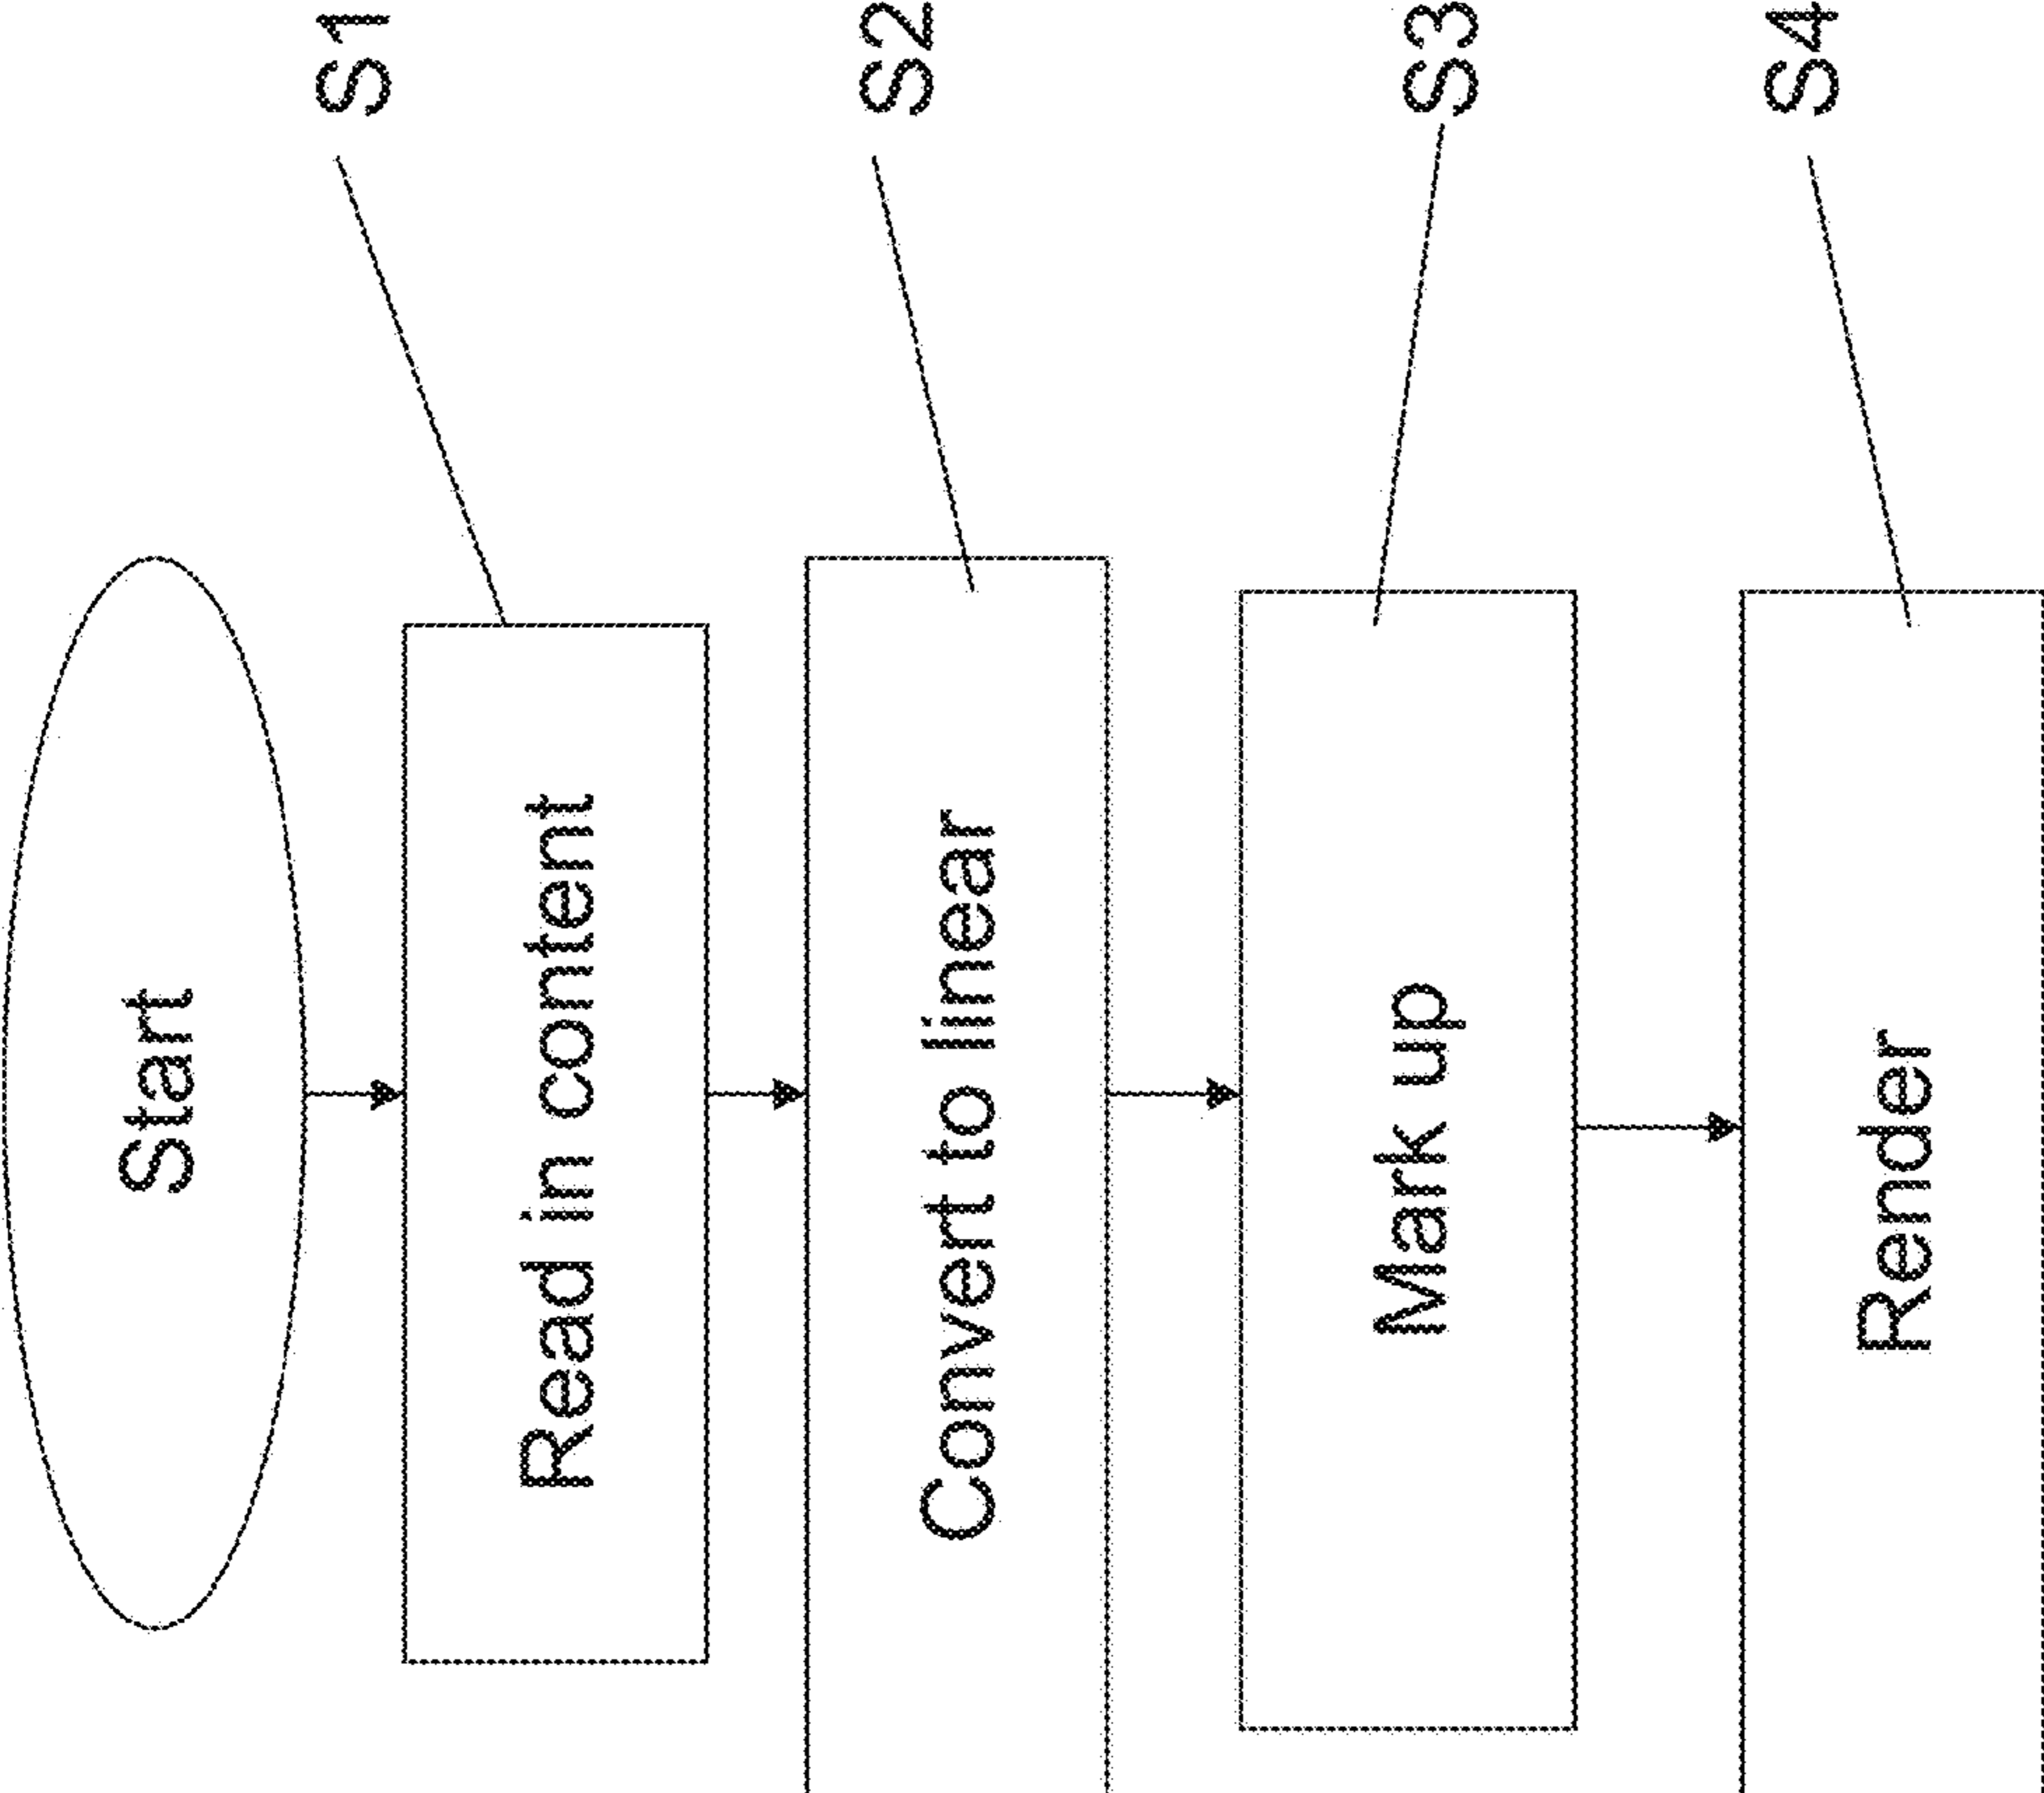 Start
Read in content
S1
Convert to linear
S2
Mark up
S3
Render
S4